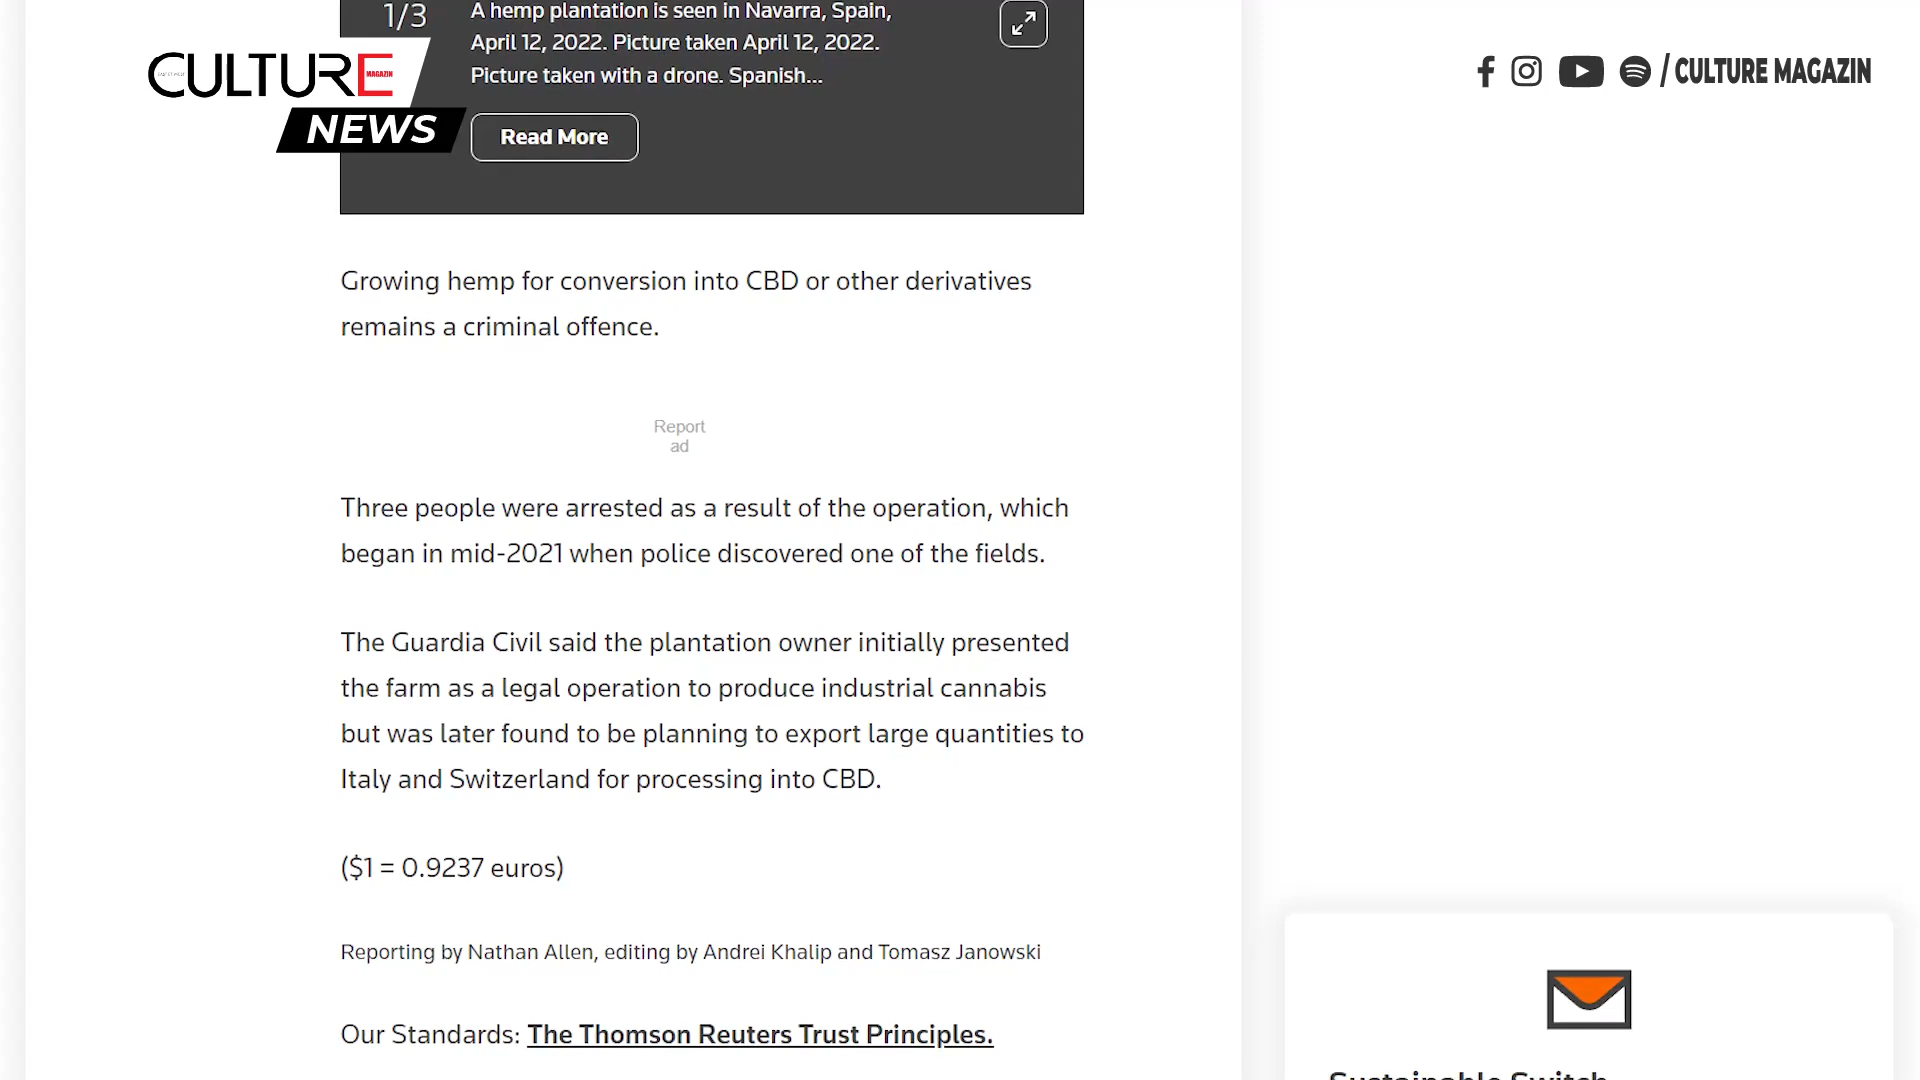 1/3
A hemp plantation is seen in Navarra, Spain,
April 12, 2022. Picture taken April 12, 2022.
Picture taken with a drone. Spanish...
Read More
CULTURE
MAGAZIN
NEWS
/ CULTURE MAGAZIN
Growing hemp for conversion into CBD or other derivatives
remains a criminal offence.
Report
ad
Three people were arrested as a result of the operation, which
began in mid-2021 when police discovered one of the fields.
The Guardia Civil said the plantation owner initially presented
the farm as a legal operation to produce industrial cannabis
but was later found to be planning to export large quantities to
Italy and Switzerland for processing into CBD.
($1 = 0.9237 euros)
Reporting by Nathan Allen, editing by Andrei Khalip and Tomasz Janowski
Our Standards: The Thomson Reuters Trust Principles.
Sustainable Switch